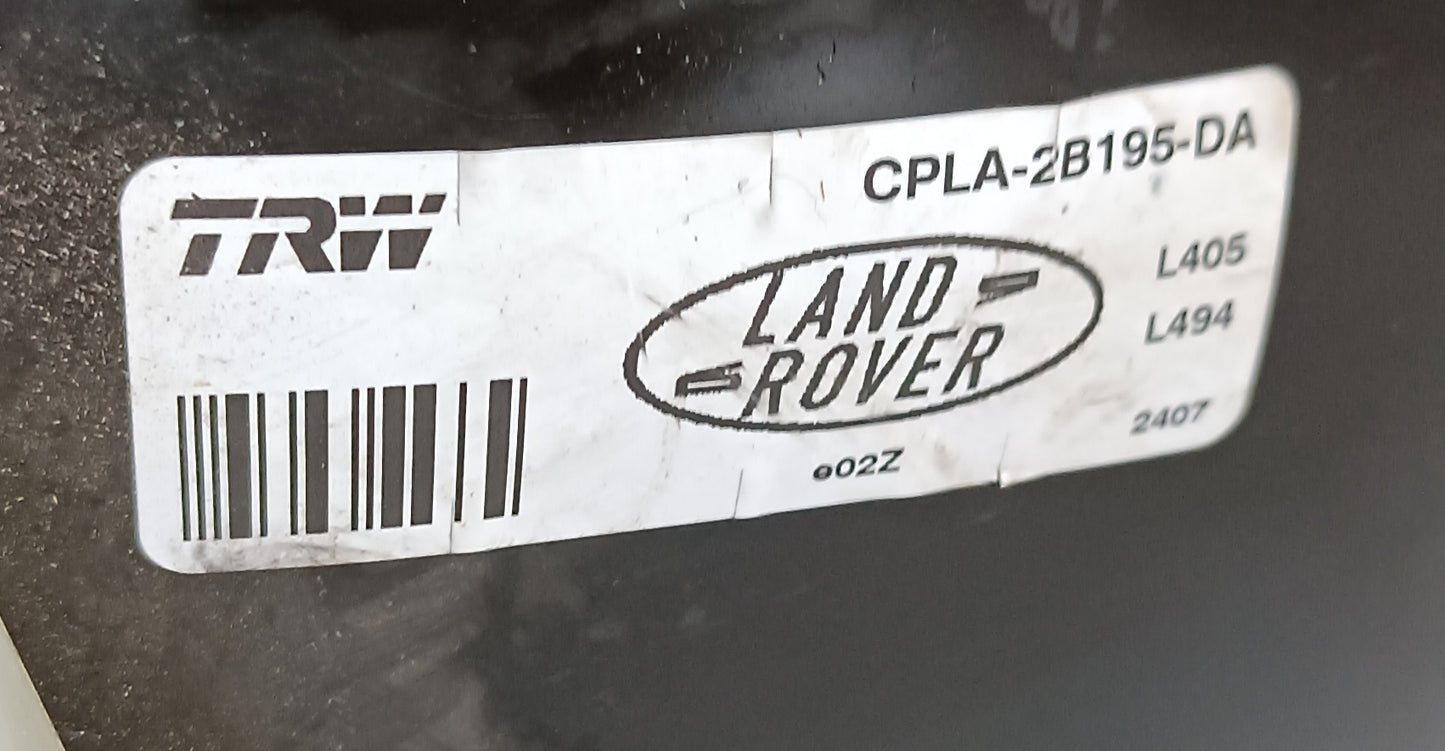 TRW
CPLA-2B195-DA
LAND
ROVER
L405
L494
2407
e02Z